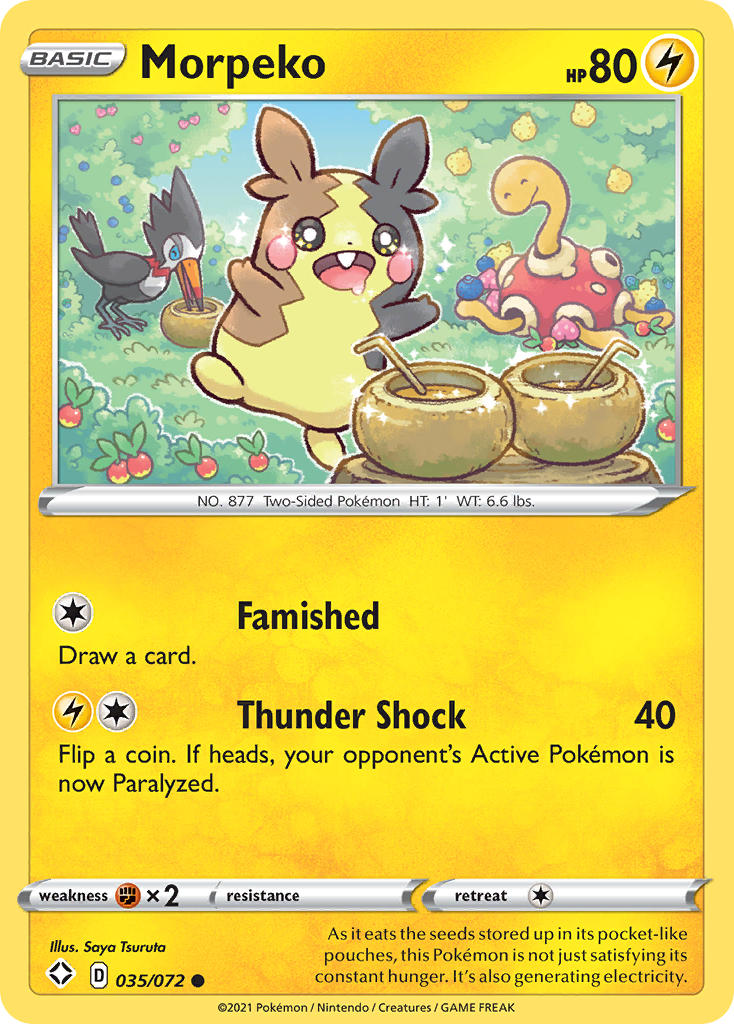 BASIC
Morpeko
HP80
NO. 877 Two-Sided Pokémon HT: 1' WT: 6.6 lbs.
Famished
Draw a card.
Thunder Shock 40
Flip a coin. If heads, your opponent's Active Pokémon is
now Paralyzed.
weakness ×2 resistance retreat
Illus. Saya Tsuruta
D 035/072
As it eats the seeds stored up in its pocket-like
pouches, this Pokémon is not just satisfying its
constant hunger. It's also generating electricity.
©2021 Pokémon / Nintendo / Creatures / GAME FREAK